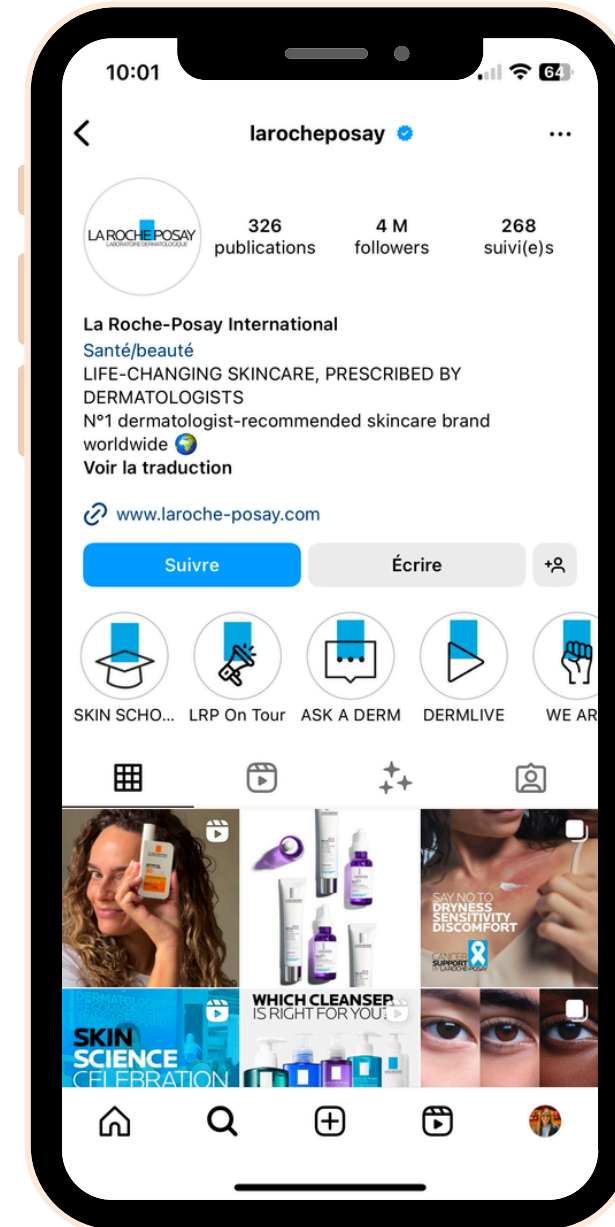 10:01
64
larocheposay
LA ROCHE POSAY
LABORATOIRE DERMATOLOGIQUE
326
publications
4 M
followers
268
suivi(e)s
La Roche-Posay International
Santé/beauté
LIFE-CHANGING SKINCARE, PRESCRIBED BY
DERMATOLOGISTS
N°1 dermatologist-recommended skincare brand
worldwide
Voir la traduction
www.laroche-posay.com
Suivre
Écrire
SKIN SCHO...
LRP On Tour
ASK A DERM
DERMLIVE
WE AR
SAY NO TO
DRYNESS
SENSITIVITY
DISCOMFORT
CANCER
SUPPORT
BY LA ROCHE-POSAY
DERMATOLOGIST
RECOMMENDED
SKIN
SCIENCE
CELEBRATION
WHICH CLEANSER
IS RIGHT FOR YOU?